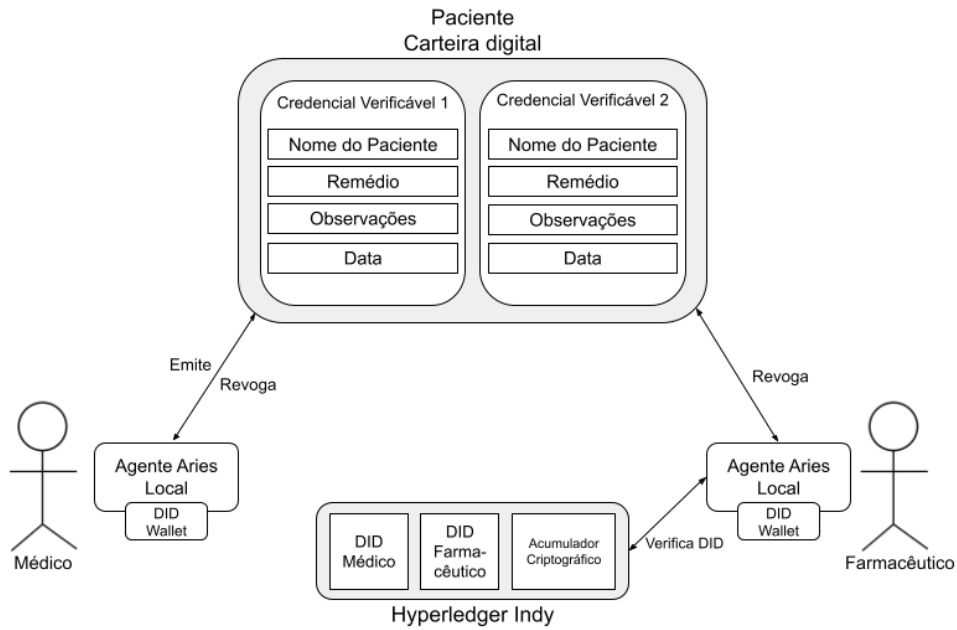 Paciente
Carteira digital
Credencial Verificável 1
Nome do Paciente
Remédio
Observações
Data
Credencial Verificável 2
Nome do Paciente
Remédio
Observações
Data
Emite
Revoga
Revoga
Agente Aries
Local
DID
Wallet
Médico
Agente Aries
Local
DID
Wallet
Farmacêutico
Verifica DID
DID
Médico
DID
Farma-
cêutico
Acumulador
Criptográfico
Hyperledger Indy